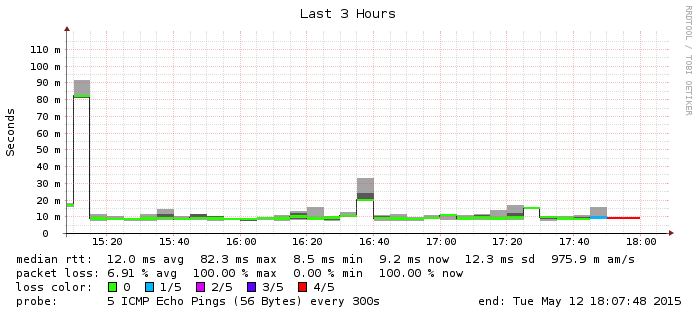 Last 3 Hours
RRDTOOL / TOBI OETIKER
Seconds
110 m
100 m
90 m
80 m
70 m
60 m
50 m
40 m
30 m
20 m
10 m
0
15:20 15:40 16:00 16:20 16:40 17:00 17:20 17:40 18:00
median rtt: 12.0 ms avg 82.3 ms max 8.5 ms min 9.2 ms now 12.3 ms sd 975.9 m am/s
packet loss: 6.91 % avg 100.00 % max 0.00 % min 100.00 % now
loss color: 0 1/5 2/5 3/5 4/5
probe: 5 ICMP Echo Pings (56 Bytes) every 300s end: Tue May 12 18:07:48 2015